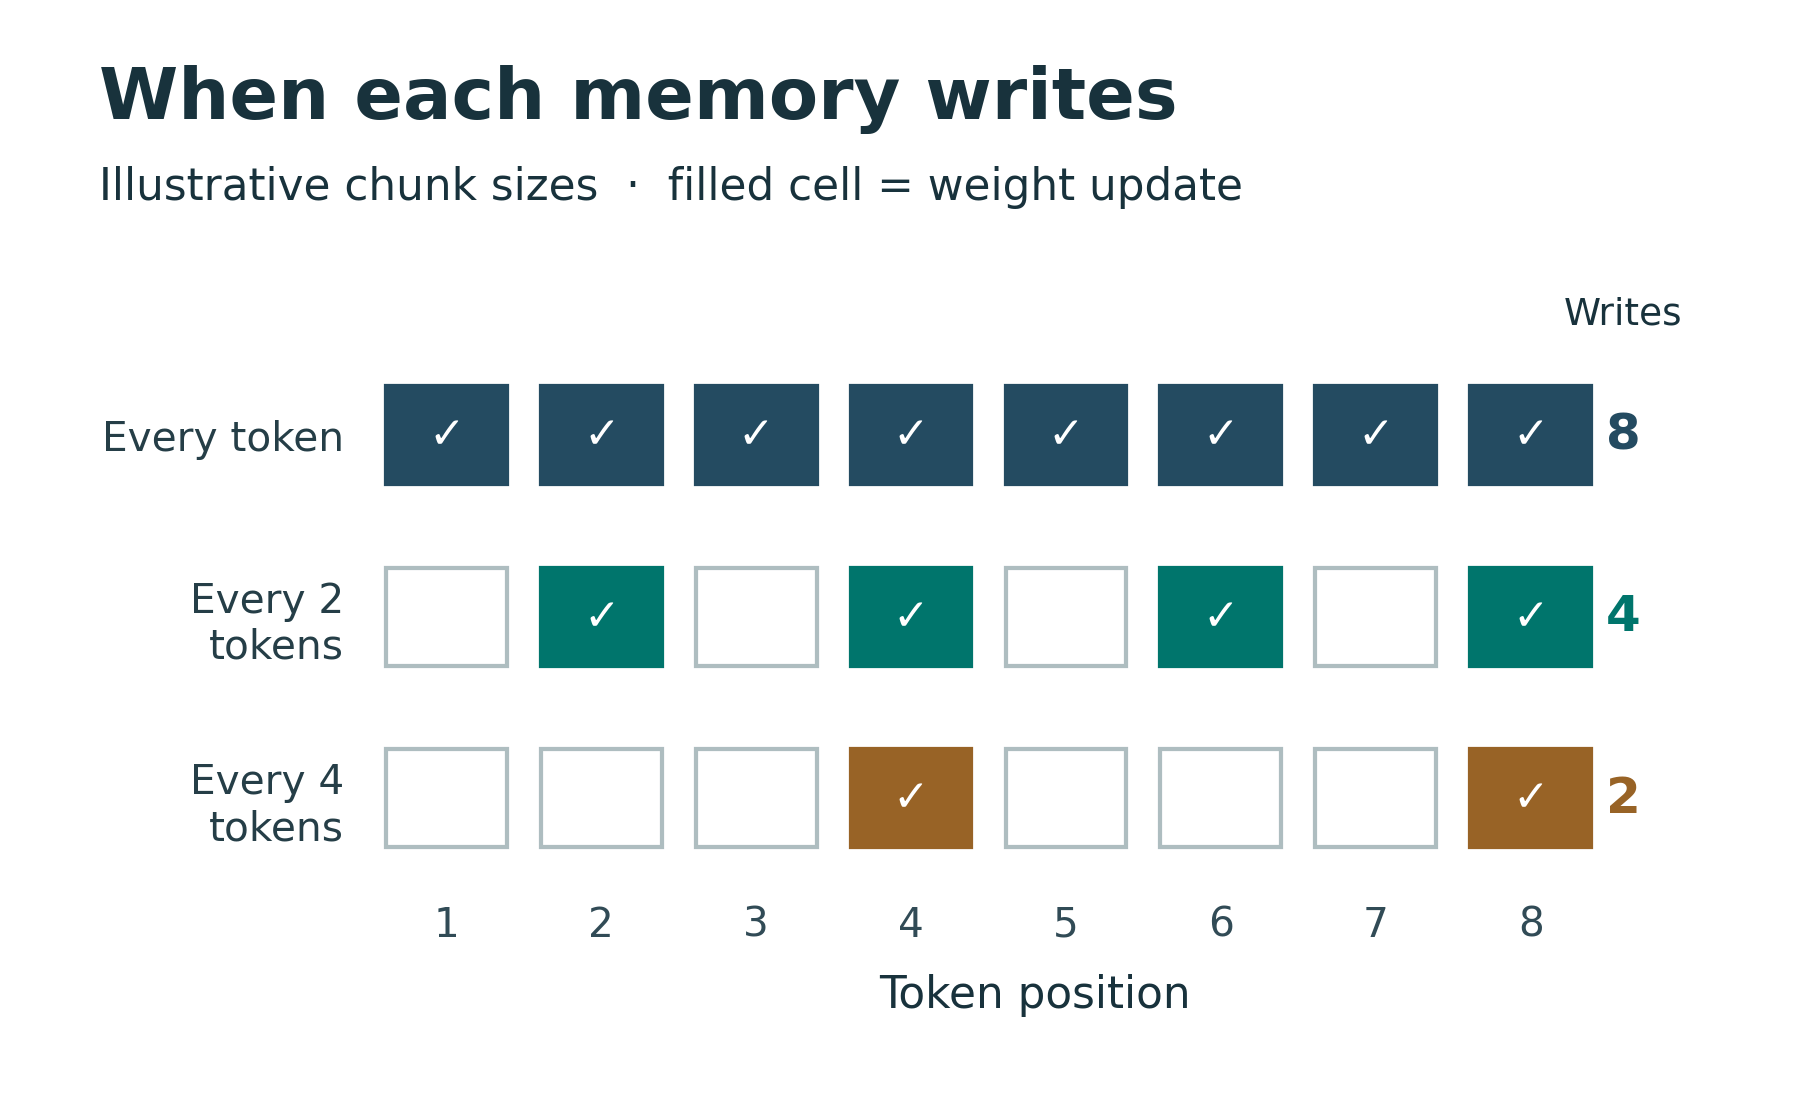 When each memory writes
Illustrative chunk sizes · filled cell = weight update
Writes
Every token ✓ ✓ ✓ ✓ ✓ ✓ ✓ ✓ 8
Every 2
tokens
✓ ✓ ✓ ✓ 4
Every 4
tokens
✓ ✓ 2
1 2 3 4 5 6 7 8
Token position